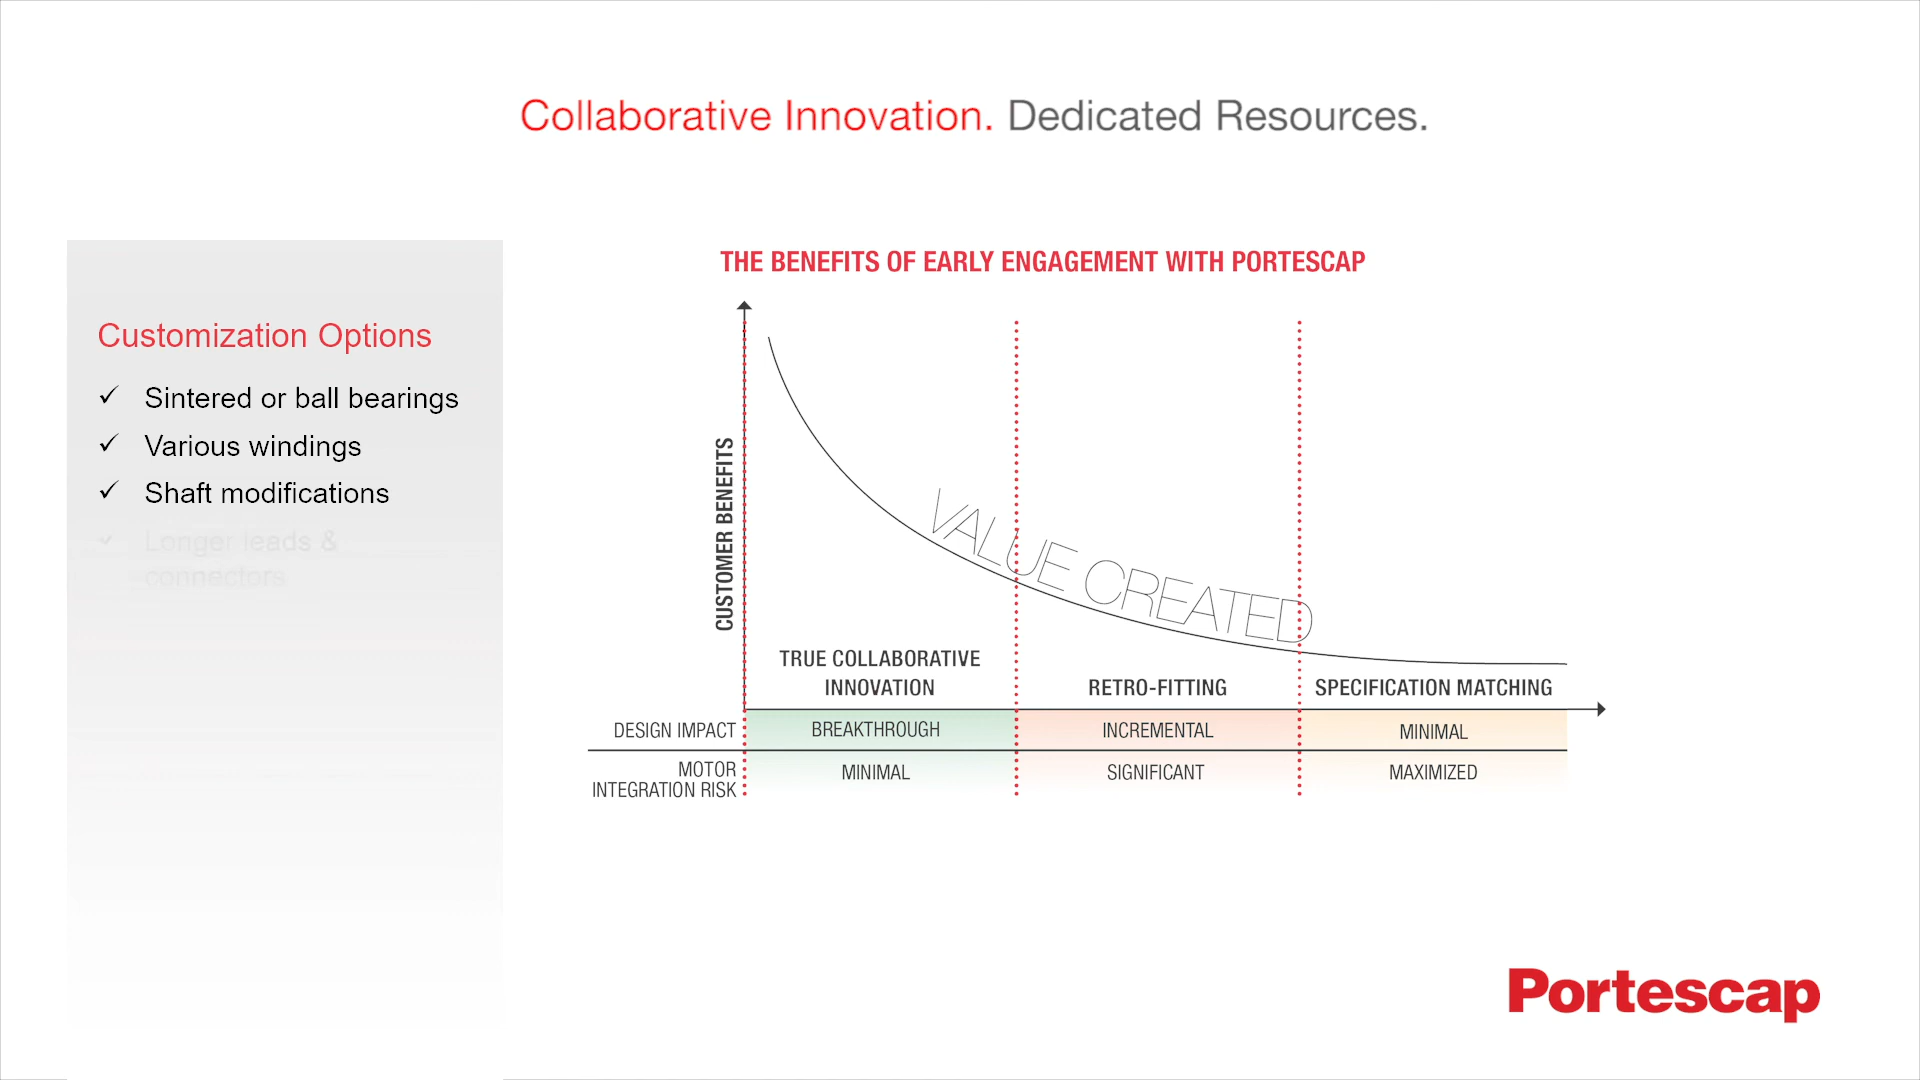 Collaborative Innovation. Dedicated Resources.
Customization Options
✓ Sintered or ball bearings
✓ Various windings
✓ Shaft modifications
✓ Longer leads &
connectors
THE BENEFITS OF EARLY ENGAGEMENT WITH PORTESCAP
CUSTOMER BENEFITS
VALUE CREATED
TRUE COLLABORATIVE
INNOVATION
RETRO-FITTING
SPECIFICATION MATCHING
DESIGN IMPACT
BREAKTHROUGH
INCREMENTAL
MINIMAL
MOTOR
INTEGRATION RISK
MINIMAL
SIGNIFICANT
MAXIMIZED
Portescap